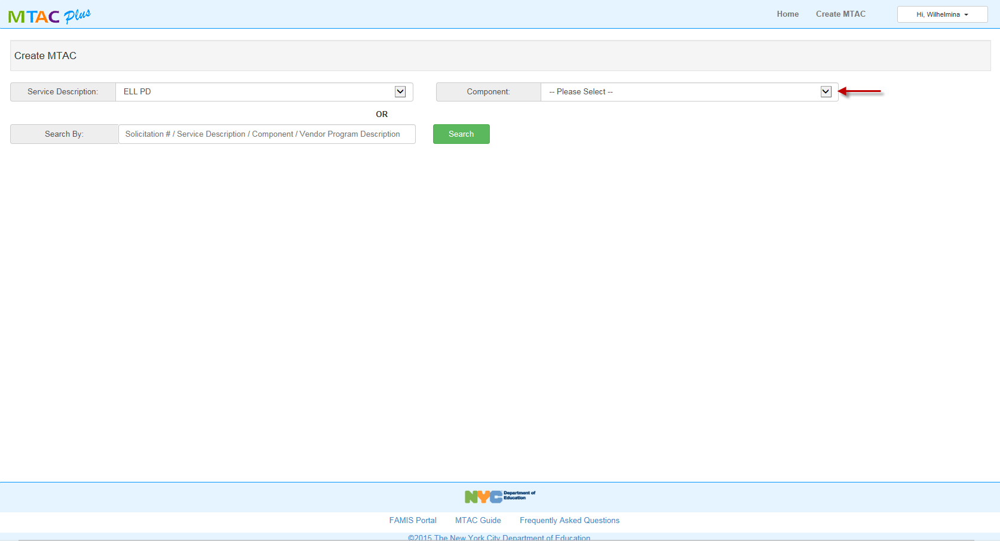 MTAC Plus
Home Create MTAC Hi, Wilhelmina
Create MTAC
Service Description: ELL PD Component: -- Please Select --
OR
Search By: Solicitation # / Service Description / Component / Vendor Program Description Search
NYC Department of Education
FAMIS Portal MTAC Guide Frequently Asked Questions
©2015 The New York City Department of Education